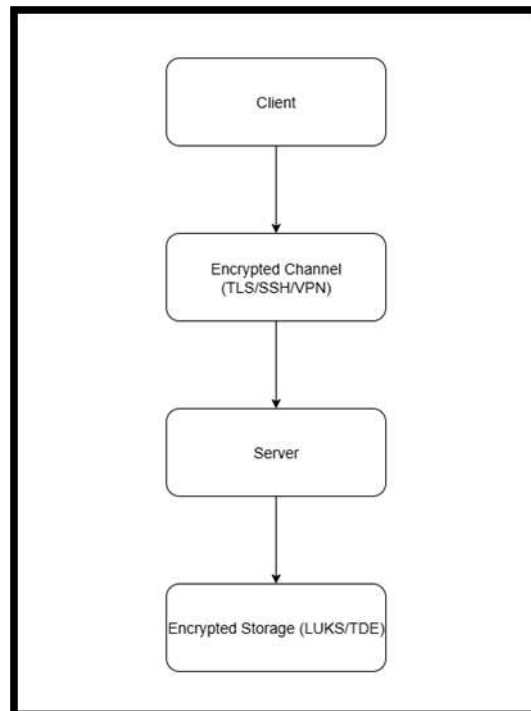 Client
Encrypted Channel
(TLS/SSH/VPN)
Server
Encrypted Storage (LUKS/TDE)